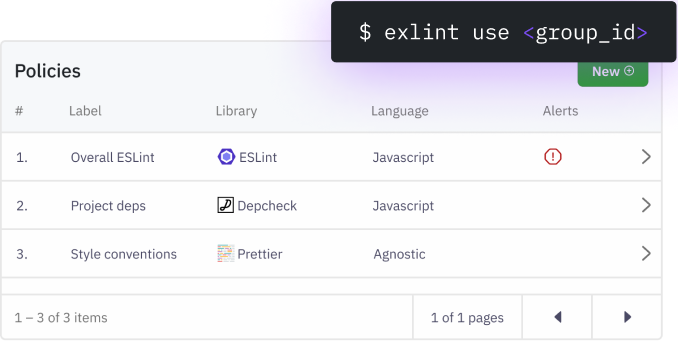 $ exlint use <group_id>
Policies
New
# Label Library Language Alerts
1. Overall ESLint ESLint Javascript
2. Project deps Depcheck Javascript
3. Style conventions Prettier Agnostic
1 – 3 of 3 items 1 of 1 pages